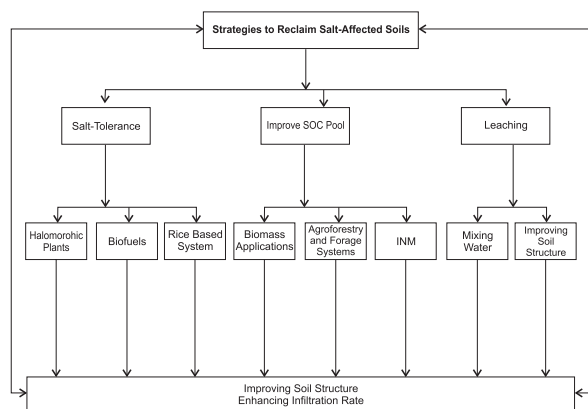 Strategies to Reclaim Salt-Affected Soils
Salt-Tolerance
Improve SOC Pool
Leaching
Halomorohic
Plants
Biofuels
Rice Based
System
Biomass
Applications
Agroforestry
and Forage
Systems
INM
Mixing
Water
Improving
Soil
Structure
Improving Soil Structure
Enhancing Infiltration Rate